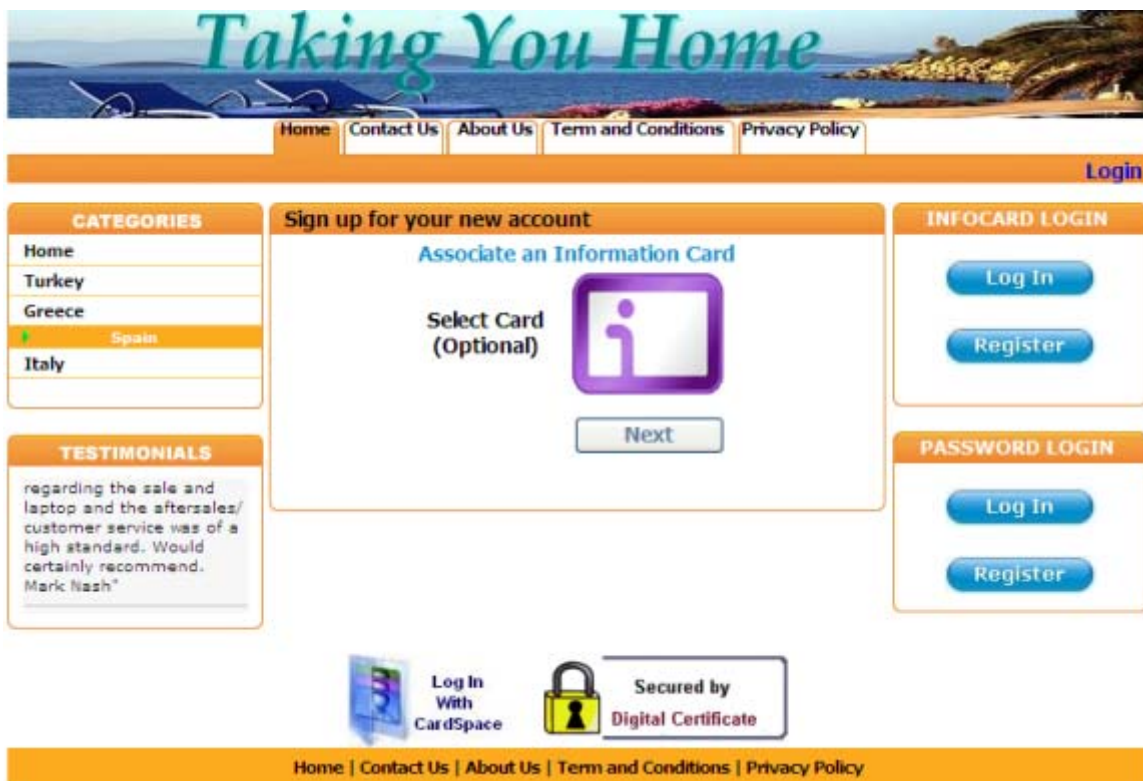 Taking You Home
Home
Contact Us
About Us
Term and Conditions
Privacy Policy
Login
CATEGORIES
Home
Turkey
Greece
Spain
Italy
TESTIMONIALS
regarding the sale and
laptop and the aftersales/
customer service was of a
high standard. Would
certainly recommend.
Mark Nash"
Sign up for your new account
Associate an Information Card
Select Card
(Optional)
Next
INFOCARD LOGIN
Log In
Register
PASSWORD LOGIN
Log In
Register
Log In
With
CardSpace
Secured by
Digital Certificate
Home | Contact Us | About Us | Term and Conditions | Privacy Policy